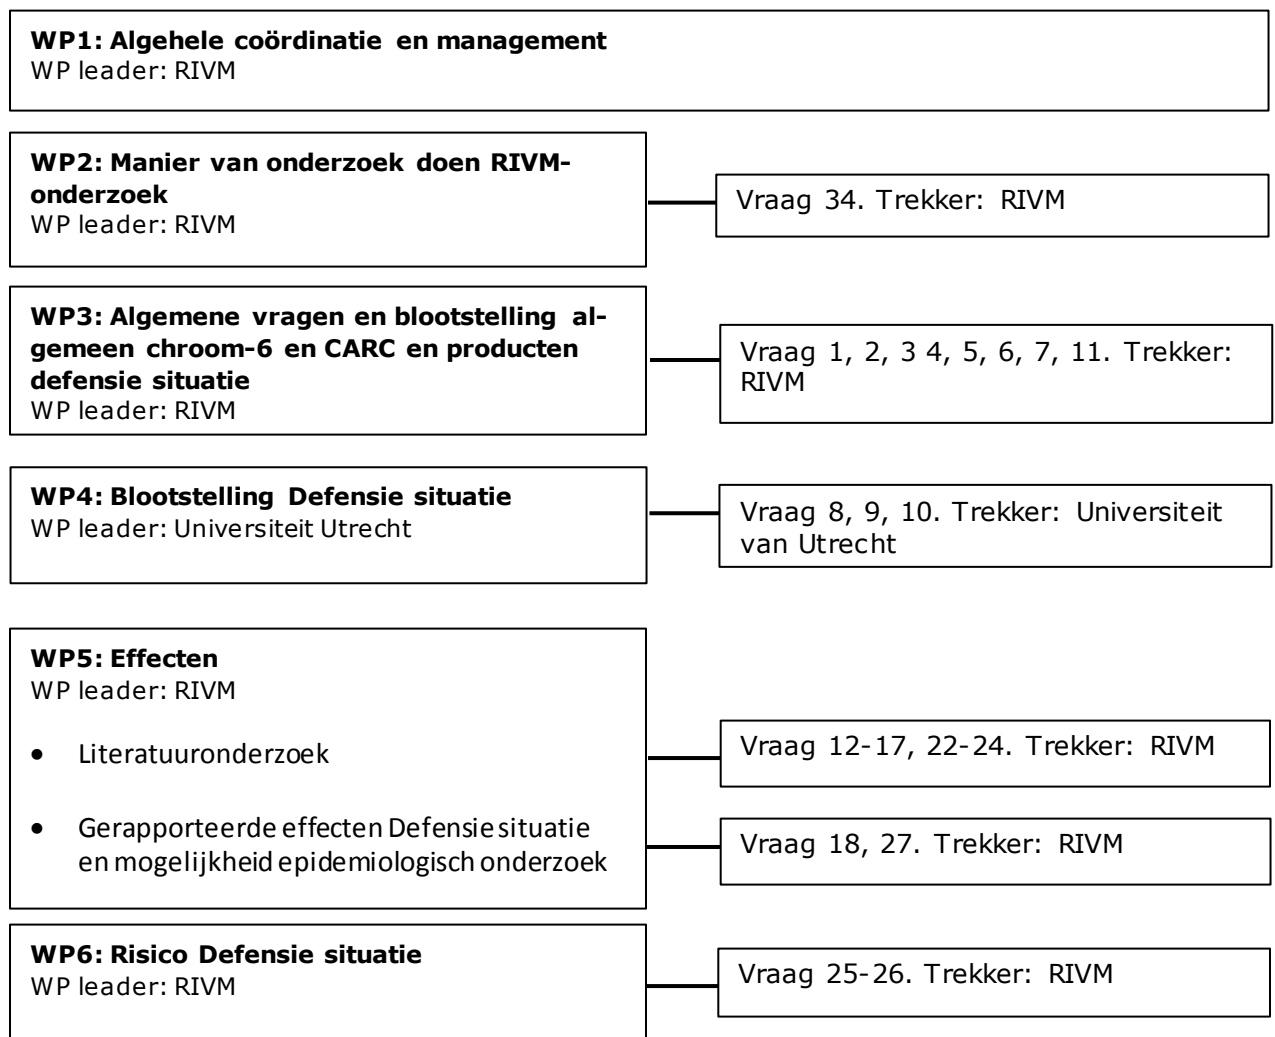 WP1: Algehele coördinatie en management
WP leader: RIVM
WP2: Manier van onderzoek doen RIVM-
onderzoek
WP leader: RIVM
Vraag 34. Trekker: RIVM
WP3: Algemene vragen en blootstelling al-
gemeen chroom-6 en CARC en producten
defensie situatie
WP leader: RIVM
Vraag 1, 2, 3 4, 5, 6, 7, 11. Trekker:
RIVM
WP4: Blootstelling Defensie situatie
WP leader: Universiteit Utrecht
Vraag 8, 9, 10. Trekker: Universiteit
van Utrecht
WP5: Effecten
WP leader: RIVM
• Literatuuronderzoek
Vraag 12-17, 22-24. Trekker: RIVM
• Gerapporteerde effecten Defensie situatie
en mogelijkheid epidemiologisch onderzoek
Vraag 18, 27. Trekker: RIVM
WP6: Risico Defensie situatie
WP leader: RIVM
Vraag 25-26. Trekker: RIVM